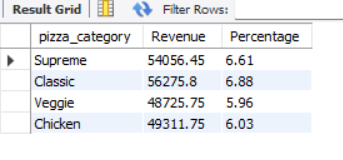 Result Grid Filter Rows:
pizza_category Revenue Percentage
Supreme 54056.45 6.61
Classic 56275.8 6.88
Veggie 48725.75 5.96
Chicken 49311.75 6.03